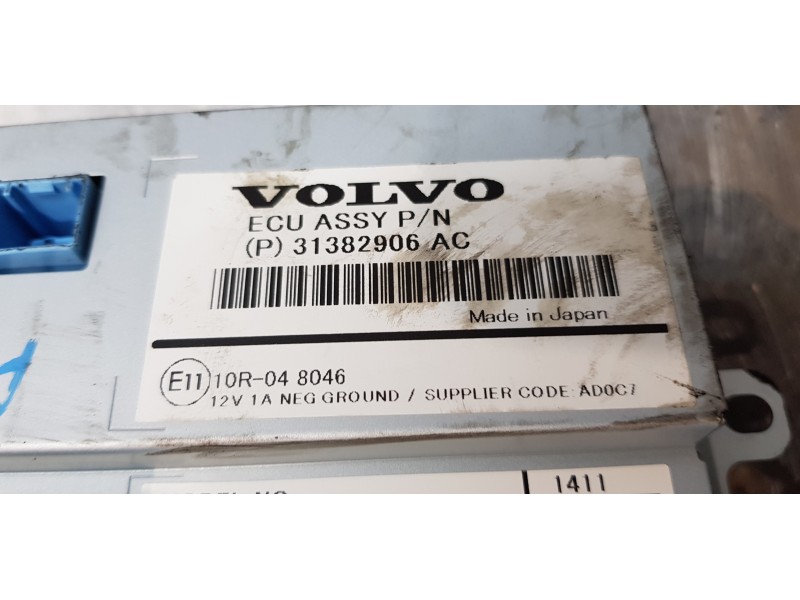 VOLVO
ECU ASSY P/N
(P) 31382906 AC
Made in Japan
E11 10R-04 8046
12V 1A NEG GROUND / SUPPLIER CODE: AD0C7
1411